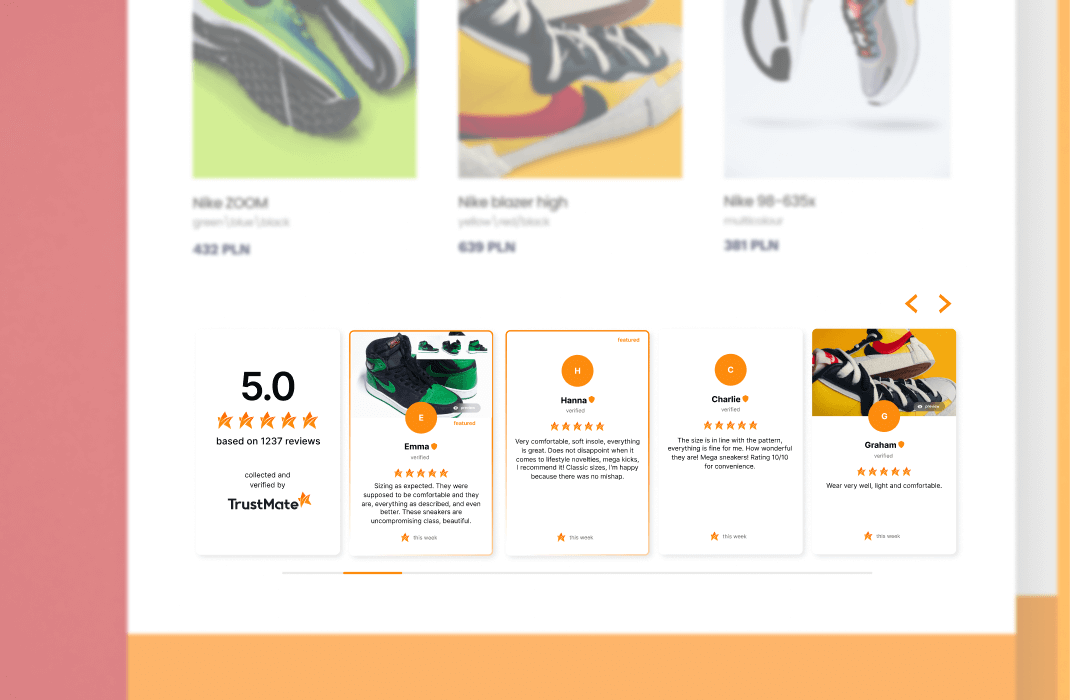 Nike ZOOM
green\blue\black
432 PLN
Nike blazer high
yellow\red/black
639 PLN
Nike 98-635x
multicolour
381 PLN
5.0
based on 1237 reviews
collected and
verified by
TrustMate
preview
E
featured
Emma
verified
Sizing as expected. They were
supposed to be comfortable and they
are, everything as described, and even
better. These sneakers are
uncompromising class, beautiful.
this week
featured
H
Hanna
verified
Very comfortable, soft insole, everything
is great. Does not disappoint when it
comes to lifestyle novelties, mega kicks,
I recommend it! Classic sizes, I'm happy
because there was no mishap.
this week
C
Charlie
verified
The size is in line with the pattern,
everything is fine for me. How wonderful
they are! Mega sneakers! Rating 10/10
for convenience.
this week
preview
G
Graham
verified
Wear very well, light and comfortable.
this week